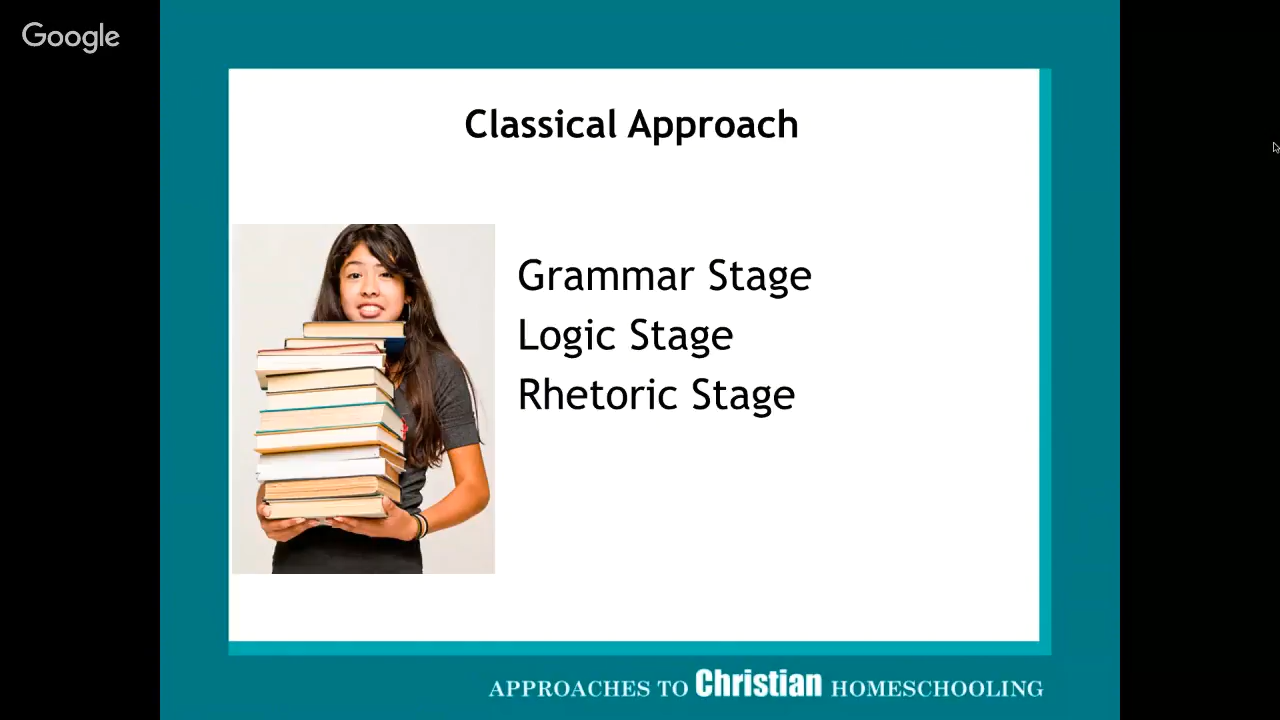 Google
Classical Approach
Grammar Stage
Logic Stage
Rhetoric Stage
APPROACHES TO Christian HOMESCHOOLING